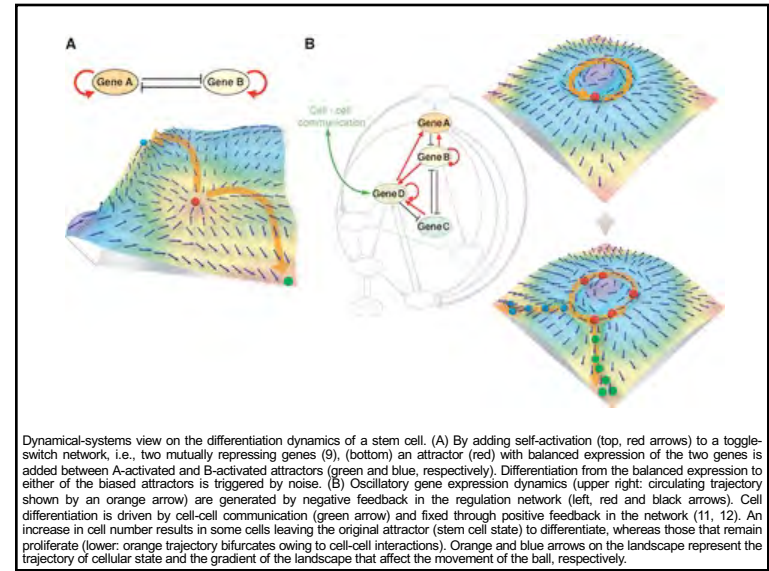 A
B
Gene A
Gene B
Cell - cell
communication
Gene A
Gene B
Gene D
Gene C
Dynamical-systems view on the differentiation dynamics of a stem cell. (A) By adding self-activation (top, red arrows) to a toggle-
switch network, i.e., two mutually repressing genes (9), (bottom) an attractor (red) with balanced expression of the two genes is
added between A-activated and B-activated attractors (green and blue, respectively). Differentiation from the balanced expression to
either of the biased attractors is triggered by noise. (B) Oscillatory gene expression dynamics (upper right: circulating trajectory
shown by an orange arrow) are generated by negative feedback in the regulation network (left, red and black arrows). Cell
differentiation is driven by cell-cell communication (green arrow) and fixed through positive feedback in the network (11, 12). An
increase in cell number results in some cells leaving the original attractor (stem cell state) to differentiate, whereas those that remain
proliferate (lower: orange trajectory bifurcates owing to cell-cell interactions). Orange and blue arrows on the landscape represent the
trajectory of cellular state and the gradient of the landscape that affect the movement of the ball, respectively.